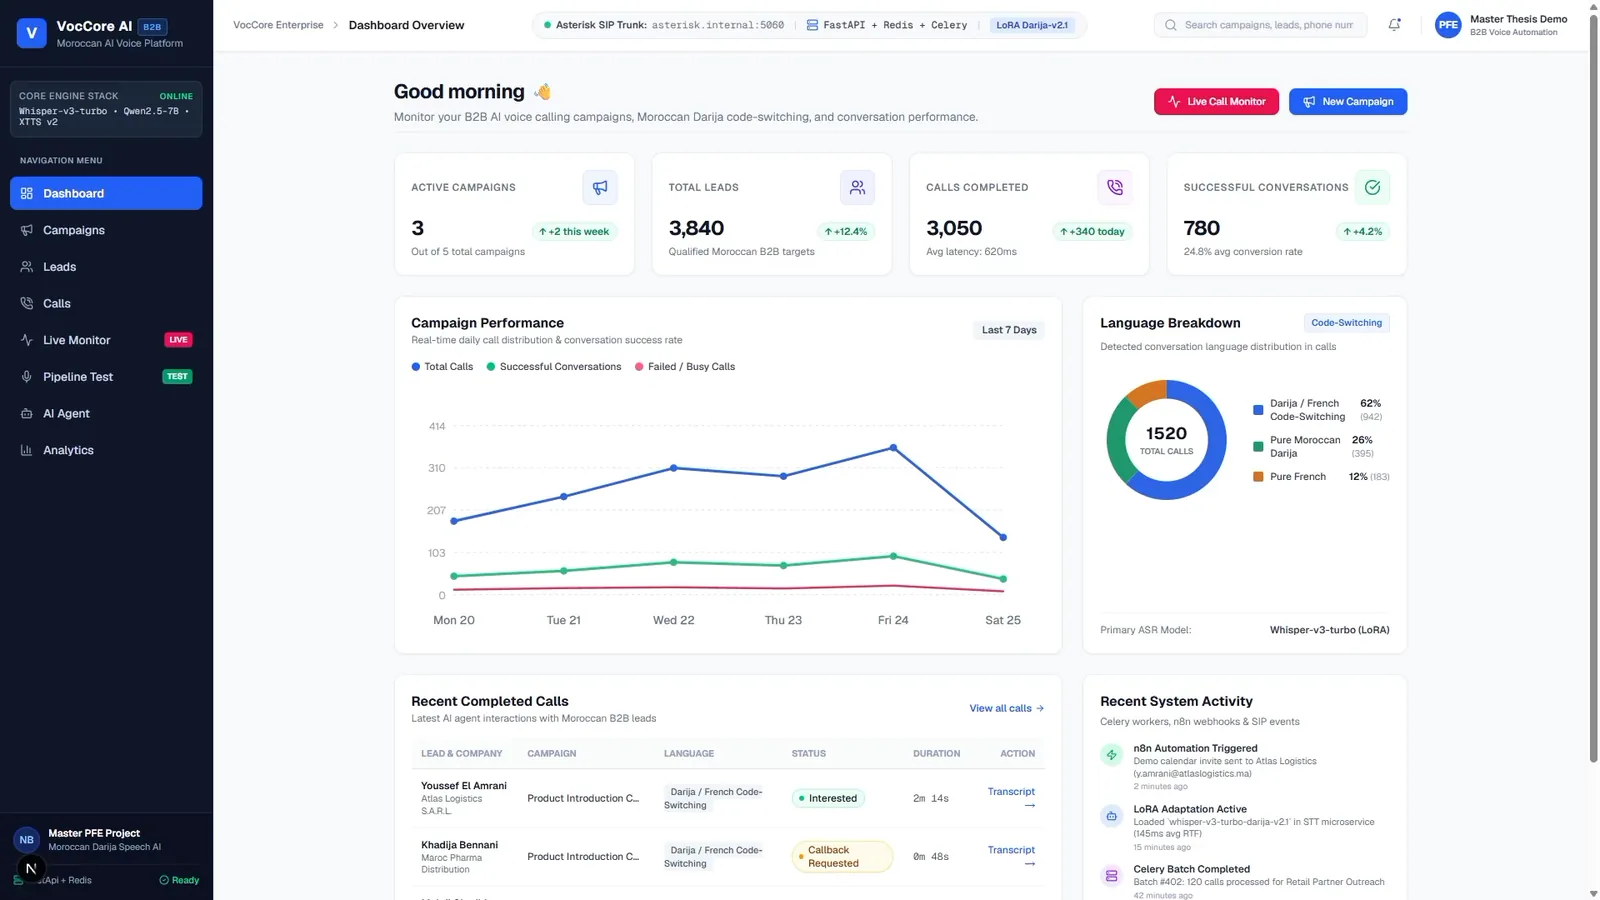 V
VocCore AI B2B
Moroccan AI Voice Platform
CORE ENGINE STACK ONLINE
Whisper-v3-turbo • Qwen2.5-7B •
XTTS v2
NAVIGATION MENU
Dashboard
Campaigns
Leads
Calls
Live Monitor LIVE
Pipeline Test TEST
AI Agent
Analytics
NB
Master PFE Project
Moroccan Darija Speech AI
N
Api + Redis Ready
VocCore Enterprise > Dashboard Overview
Asterisk SIP Trunk: asterisk.internal:5060 | FastAPI + Redis + Celery | LoRA Darija-v2.1
Search campaigns, leads, phone num
PFE
Master Thesis Demo
B2B Voice Automation
Good morning 👋
Monitor your B2B AI voice calling campaigns, Moroccan Darija code-switching, and conversation performance.
Live Call Monitor
New Campaign
ACTIVE CAMPAIGNS
3
↑ +2 this week
Out of 5 total campaigns
TOTAL LEADS
3,840
↑ +12.4%
Qualified Moroccan B2B targets
CALLS COMPLETED
3,050
↑ +340 today
Avg latency: 620ms
SUCCESSFUL CONVERSATIONS
780
↑ +4.2%
24.8% avg conversion rate
Campaign Performance
Real-time daily call distribution & conversation success rate
Last 7 Days
Total Calls Successful Conversations Failed / Busy Calls
414
310
207
103
0
Mon 20 Tue 21 Wed 22 Thu 23 Fri 24 Sat 25
Language Breakdown
Code-Switching
Detected conversation language distribution in calls
1520
TOTAL CALLS
Darija / French 62%
Code-Switching (942)
Pure Moroccan 26%
Darija (395)
Pure French 12% (183)
Primary ASR Model: Whisper-v3-turbo (LoRA)
Recent Completed Calls
Latest AI agent interactions with Moroccan B2B leads
View all calls →
LEAD & COMPANY CAMPAIGN LANGUAGE STATUS DURATION ACTION
Youssef El Amrani
Atlas Logistics
S.A.R.L.
Product Introduction C...
Darija / French Code-
Switching
Interested
2m 14s
Transcript
→
Khadija Bennani
Maroc Pharma
Distribution
Product Introduction C...
Darija / French Code-
Switching
Callback
Requested
0m 48s
Transcript
→
Recent System Activity
Celery workers, n8n webhooks & SIP events
n8n Automation Triggered
Demo calendar invite sent to Atlas Logistics
(y.amrani@atlaslogistics.ma)
2 minutes ago
LoRA Adaptation Active
Loaded `whisper-v3-turbo-darija-v2.1` in STT microservice
(145ms avg RTF)
15 minutes ago
Celery Batch Completed
Batch #402: 120 calls processed for Retail Partner Outreach
42 minutes ago